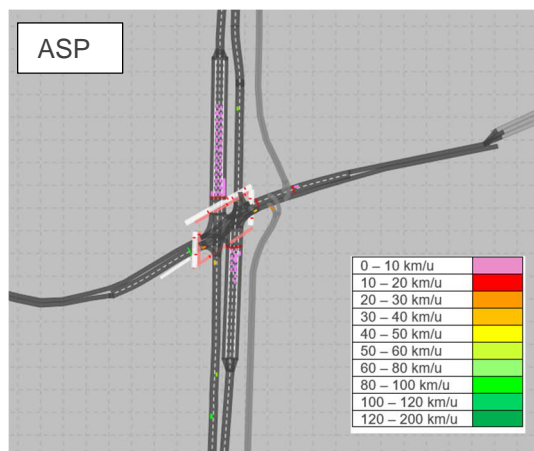 ASP
0 – 10 km/u
10 – 20 km/u
20 – 30 km/u
30 – 40 km/u
40 – 50 km/u
50 – 60 km/u
60 – 80 km/u
80 – 100 km/u
100 – 120 km/u
120 – 200 km/u